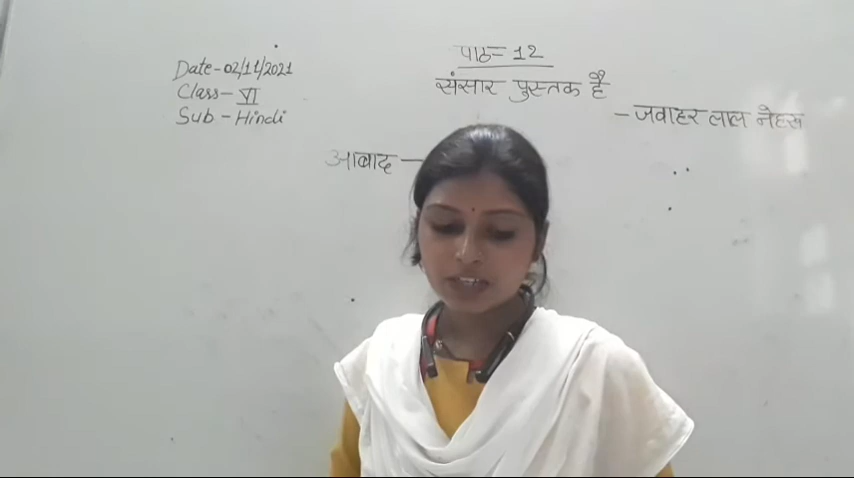 पाठ= 12
Date-02/11/2021
संसार पुस्तक है
Class- VI
- जवाहर लाल नेहरू
Sub - Hindi
आबाद -